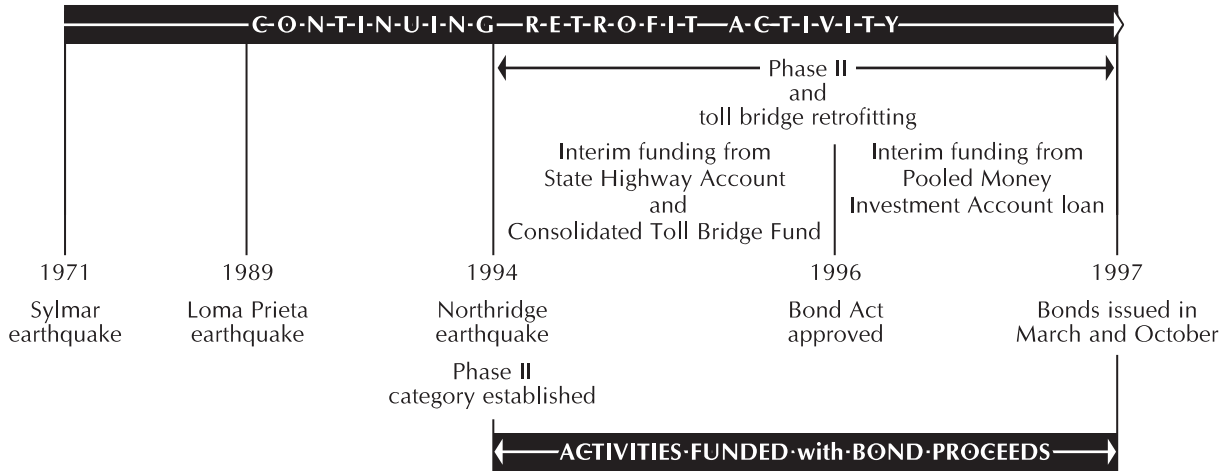 CONTINUING RETROFIT ACTIVITY
Phase II
and
toll bridge retrofitting
Interim funding from
State Highway Account
and
Consolidated Toll Bridge Fund
Interim funding from
Pooled Money
Investment Account loan
1971
Sylmar
earthquake
1989
Loma Prieta
earthquake
1994
Northridge
earthquake
Phase II
category established
1996
Bond Act
approved
1997
Bonds issued in
March and October
ACTIVITIES FUNDED with BOND PROCEEDS